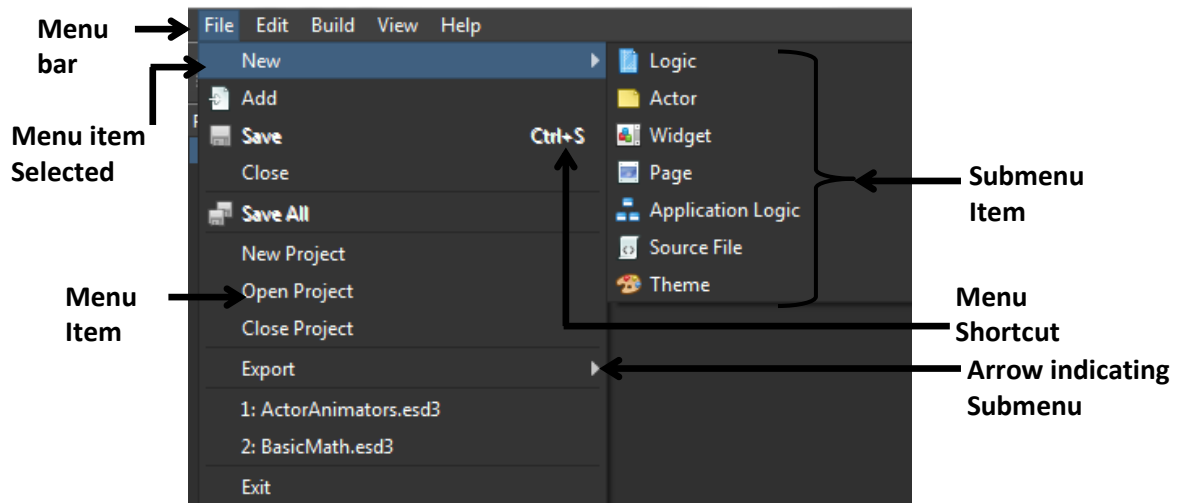 Menu
bar
File Edit Build View Help
New
Add
Save Ctrl+S
Close
Save All
New Project
Open Project
Close Project
Export
1: ActorAnimators.esd3
2: BasicMath.esd3
Exit
Logic
Actor
Widget
Page
Application Logic
Source File
Theme
Menu item
Selected
Menu
Item
Submenu
Item
Menu
Shortcut
Arrow indicating
Submenu